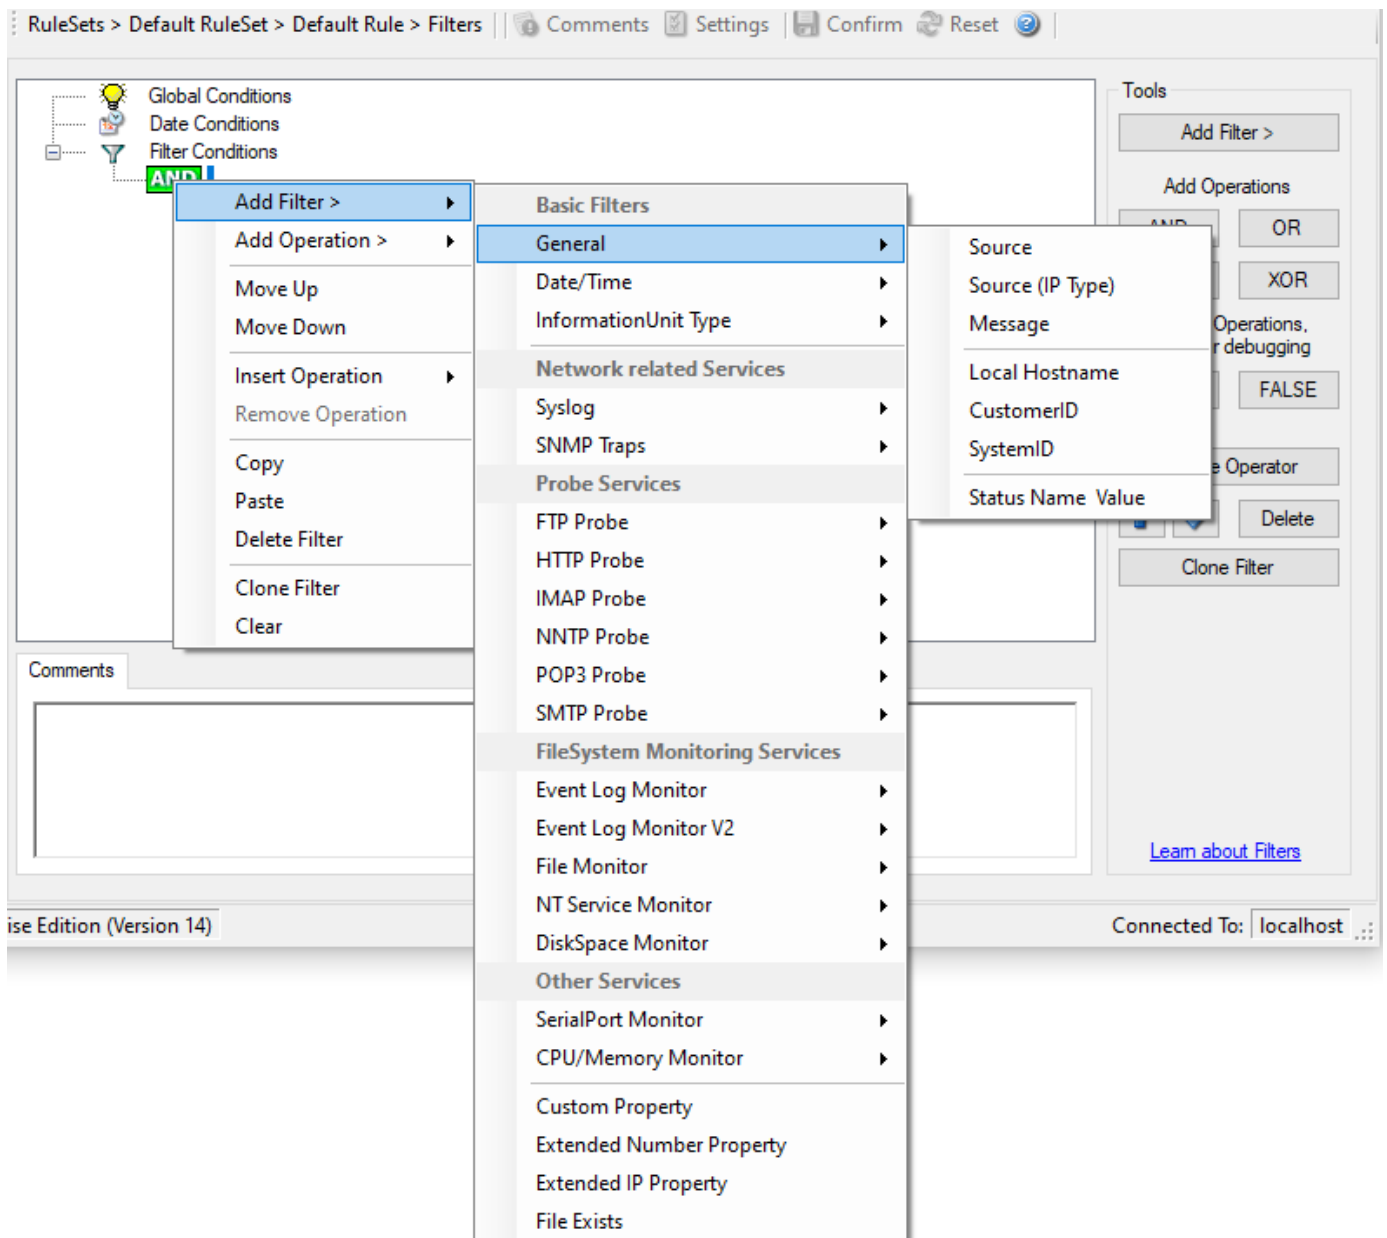 RuleSets > Default RuleSet > Default Rule > Filters Comments Settings Confirm Reset
Global Conditions
Date Conditions
Filter Conditions
AND
Add Filter >
Add Operation >
Move Up
Move Down
Insert Operation
Remove Operation
Copy
Paste
Delete Filter
Clone Filter
Clear
Basic Filters
General
Date/Time
InformationUnit Type
Network related Services
Syslog
SNMP Traps
Probe Services
FTP Probe
HTTP Probe
IMAP Probe
NNTP Probe
POP3 Probe
SMTP Probe
FileSystem Monitoring Services
Event Log Monitor
Event Log Monitor V2
File Monitor
NT Service Monitor
DiskSpace Monitor
Other Services
SerialPort Monitor
CPU/Memory Monitor
Custom Property
Extended Number Property
Extended IP Property
File Exists
Source
Source (IP Type)
Message
Local Hostname
CustomerID
SystemID
Status Name Value
Tools
Add Filter >
Add Operations
AND OR
XOR
Operations,
debugging
FALSE
Operator
Delete
Clone Filter
Learn about Filters
Comments
Edition (Version 14)
Connected To: localhost